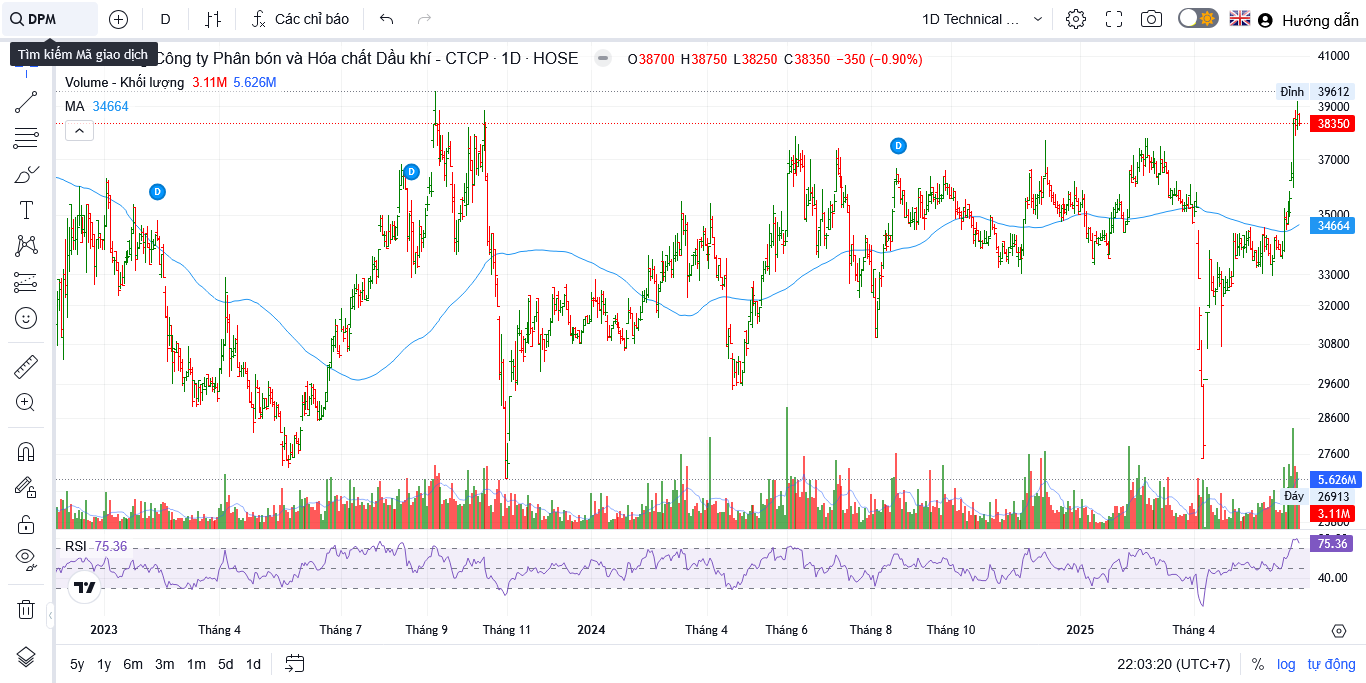 DPM D Các chỉ báo 1D Technical ... Hướng dẫn
Tìm kiếm Mã giao dịch
Công ty Phân bón và Hóa chất Dầu khí - CTCP · 1D · HOSE O38700 H38750 L38250 C38350 −350 (−0.90%)
Volume - Khối lượng 3.11M 5.626M
MA 34664
41000
Đỉnh 39612
39000
38350
37000
35000
34664
33000
32000
30800
29600
28600
27600
5.626M
Đáy 26913
3.11M
D
D
D
RSI 75.36
75.36
40.00
2023 Tháng 4 Tháng 7 Tháng 9 Tháng 11 2024 Tháng 4 Tháng 6 Tháng 8 Tháng 10 2025 Tháng 4
5y 1y 6m 3m 1m 5d 1d 22:03:20 (UTC+7) % log tự động